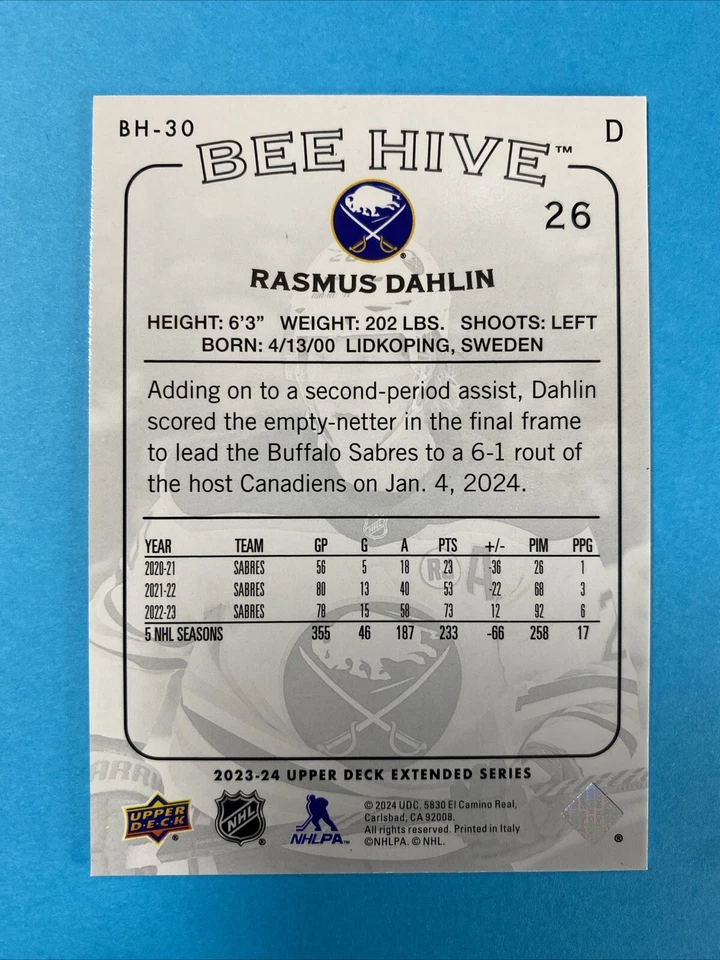 BH-30
D
BEE HIVE™
26
RASMUS DAHLIN
HEIGHT: 6'3" WEIGHT: 202 LBS. SHOOTS: LEFT
BORN: 4/13/00 LIDKOPING, SWEDEN
Adding on to a second-period assist, Dahlin
scored the empty-netter in the final frame
to lead the Buffalo Sabres to a 6-1 rout of
the host Canadiens on Jan. 4, 2024.
YEAR TEAM GP G A PTS +/- PIM PPG
2020-21 SABRES 56 5 18 23 -36 26 1
2021-22 SABRES 80 13 40 53 -22 68 3
2022-23 SABRES 78 15 58 73 12 92 6
5 NHL SEASONS 355 46 187 233 -66 258 17
2023-24 UPPER DECK EXTENDED SERIES
UPPER
D·E·C·K
®
NHL
®
NHLPA™
© 2024 UDC. 5830 El Camino Real,
Carlsbad, CA 92008.
All rights reserved. Printed in Italy
©NHLPA. © NHL.
®